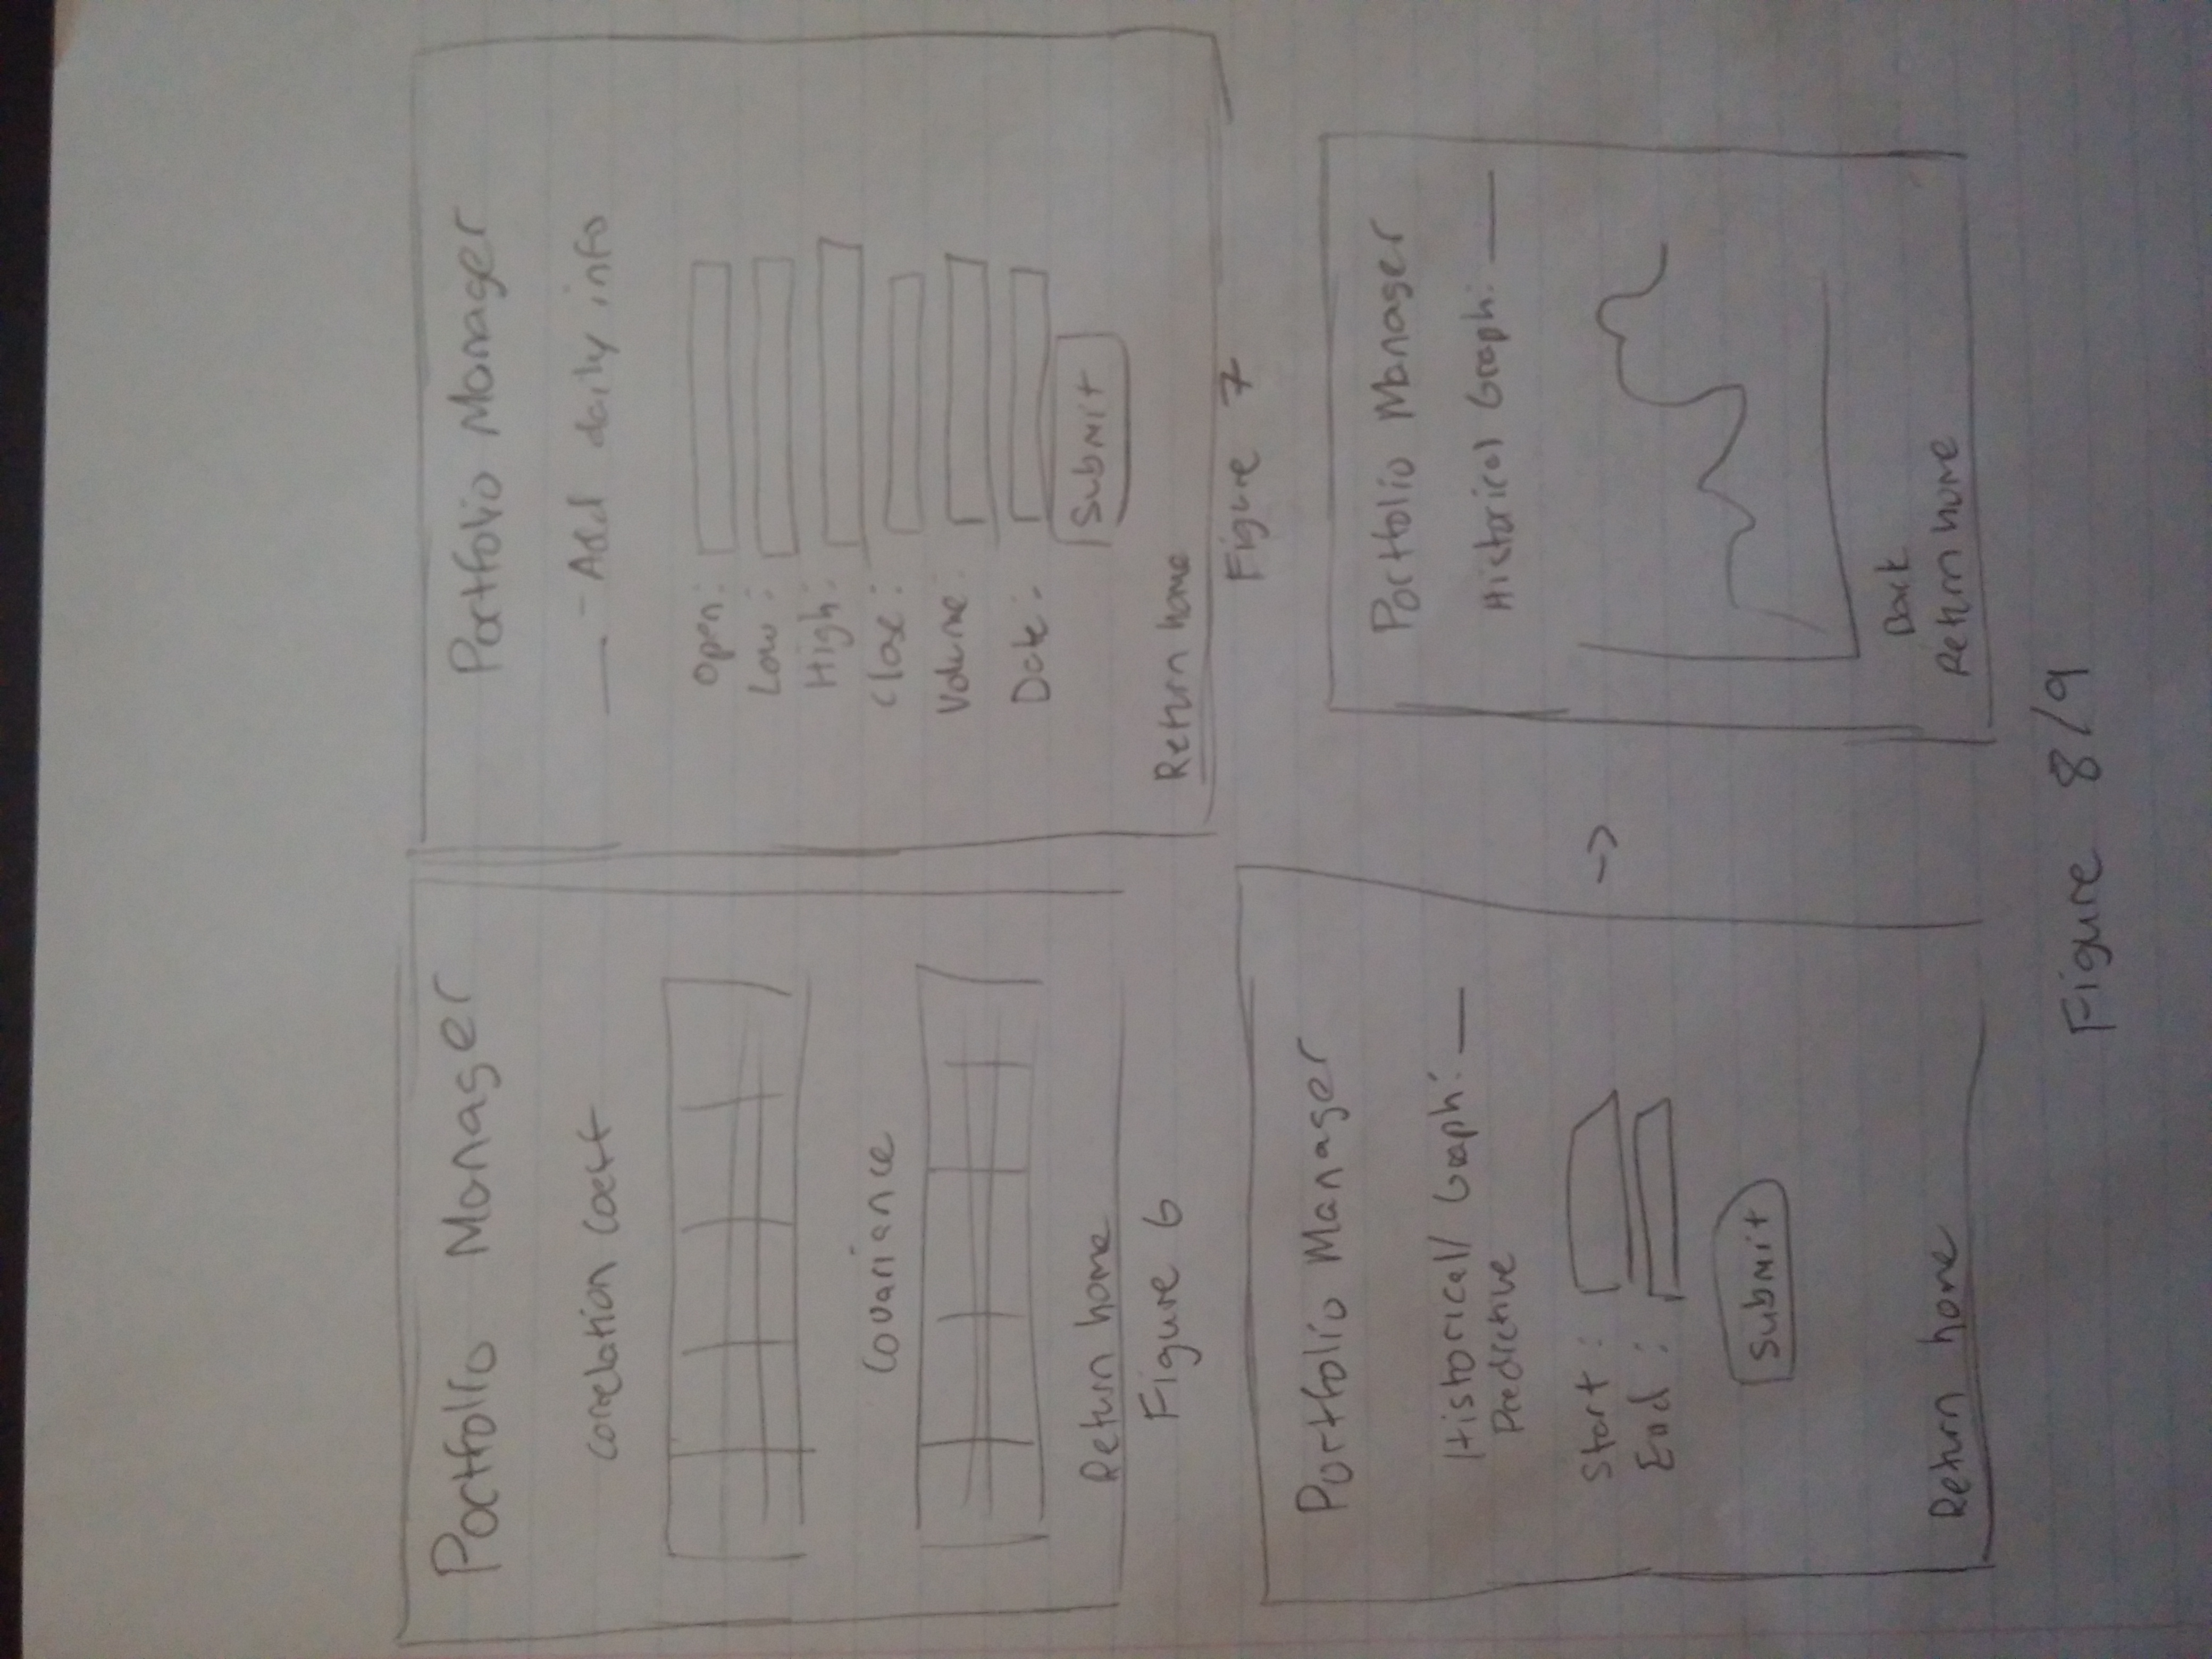 Portfolio Manager
Correlation Coeff
Covariance
Return home
Figure 6
Portfolio Manager
___ - Add daily info
Open:
Low:
High:
Close:
Volume:
Date:
Submit
Return home
Figure 7
Portfolio Manager
Historical/ Graph: ___
Predictive
Start:
End:
Submit
Return home
->
Portfolio Manager
Historical Graph: ___
Back
Return home
Figure 8/9